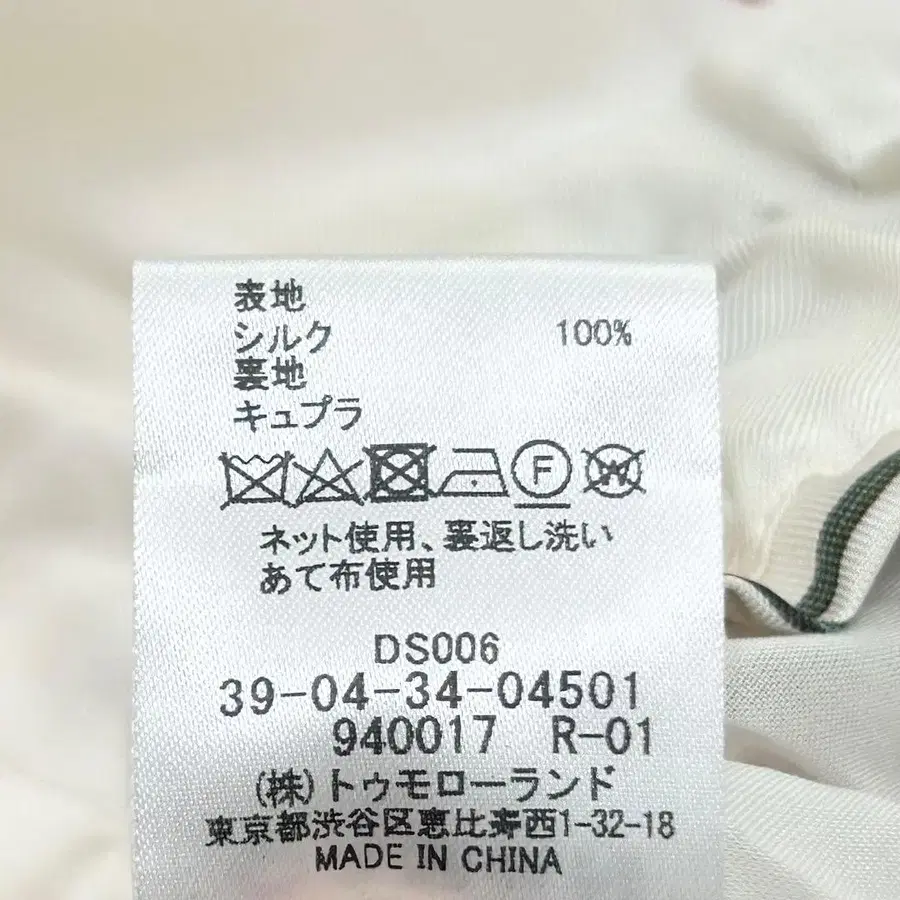 表地
シルク 100%
裏地
キュプラ
F W
ネット使用、裏返し洗い
あて布使用
DS006
39-04-34-04501
940017 R-01
(株)トゥモローランド
東京都渋谷区恵比寿西1-32-18
MADE IN CHINA